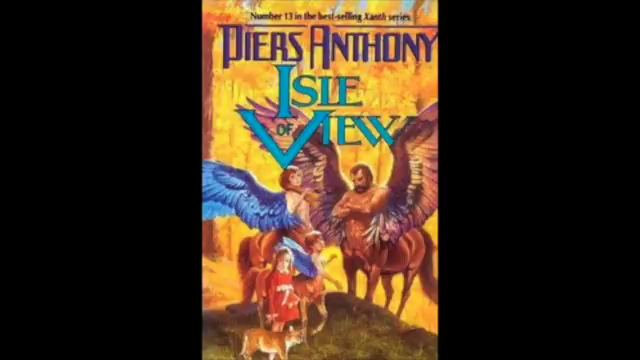 Number 13 in the best-selling Xanth series
PIERS ANTHONY
ISLE
OF
VIEW